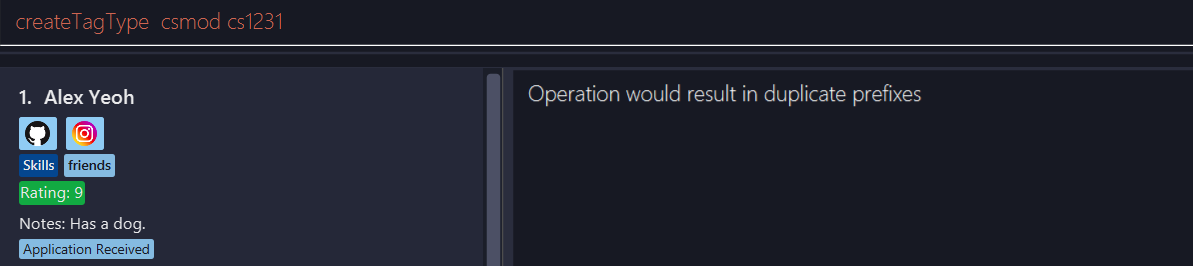 createTagType  csmod cs1231
1.  Alex Yeoh
Skills friends
Rating: 9
Notes: Has a dog.
Application Received
Operation would result in duplicate prefixes